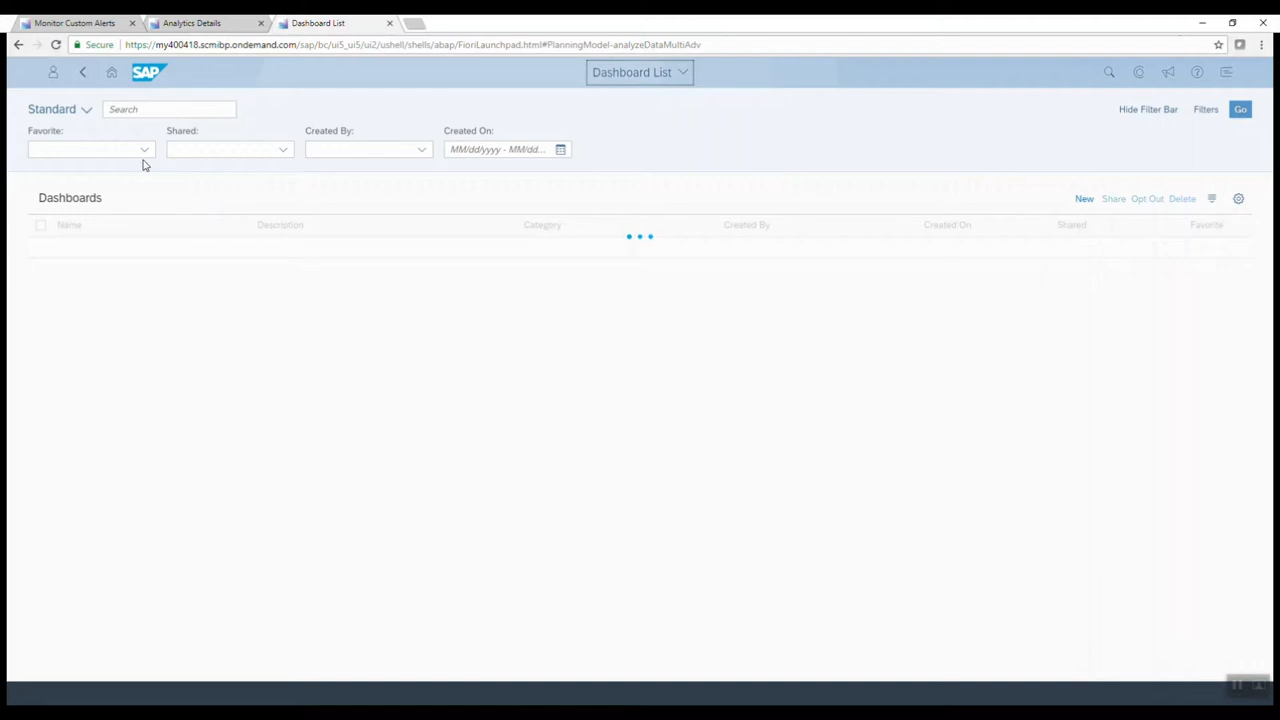 Monitor Custom Alerts
Analytics Details
Dashboard List
Secure https://my400418.scmibp.ondemand.com/sap/bc/ui5_ui5/ui2/ushell/shells/abap/FioriLaunchpad.html#PlanningModel-analyzeDataMultiAdv
SAP
Dashboard List
Standard
Search
Hide Filter Bar
Filters
Go
Favorite:
Shared:
Created By:
Created On:
MM/dd/yyyy - MM/dd...
Dashboards
New
Share
Opt Out
Delete
Name
Description
Category
Created By
Created On
Shared
Favorite